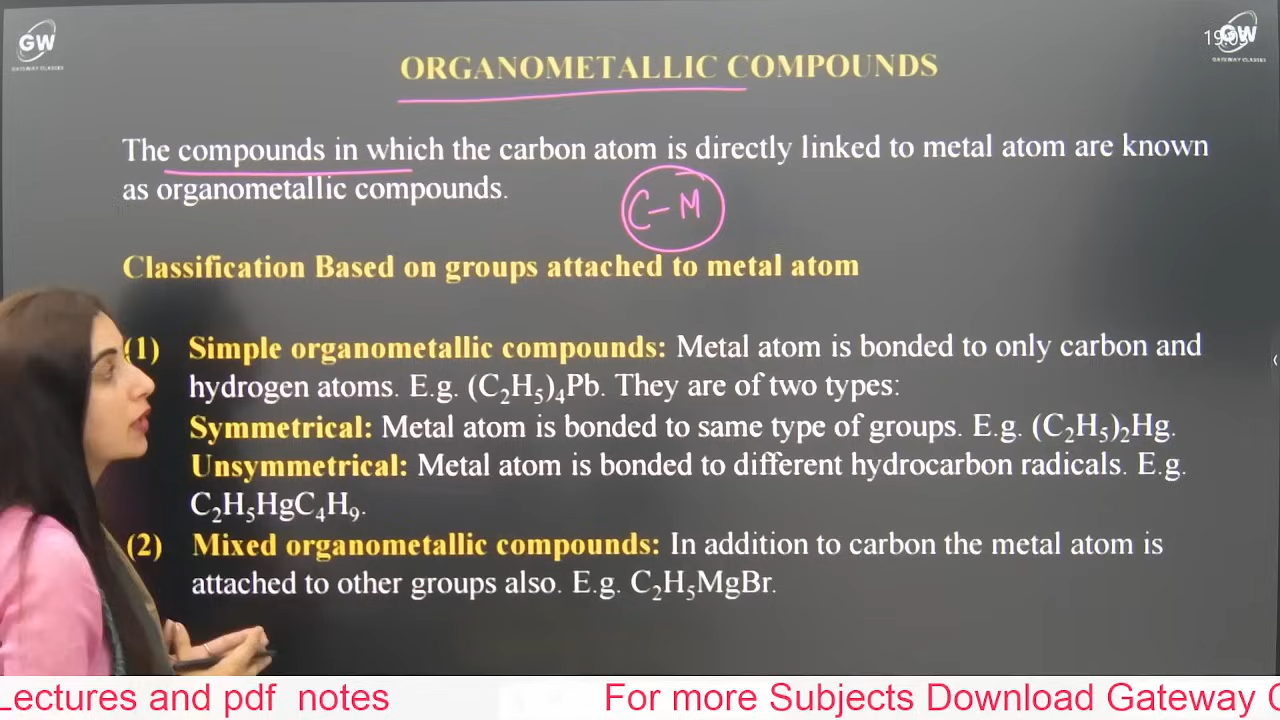 GW
GATEWAY CLASSES
GW
GATEWAY CLASSES
ORGANOMETALLIC COMPOUNDS
The compounds in which the carbon atom is directly linked to metal atom are known
as organometallic compounds.
C – M
Classification Based on groups attached to metal atom
(1) Simple organometallic compounds: Metal atom is bonded to only carbon and
hydrogen atoms. E.g. (C₂H₅)₄Pb. They are of two types:
Symmetrical: Metal atom is bonded to same type of groups. E.g. (C₂H₅)₂Hg.
Unsymmetrical: Metal atom is bonded to different hydrocarbon radicals. E.g.
C₂H₅HgC₄H₉.
(2) Mixed organometallic compounds: In addition to carbon the metal atom is
attached to other groups also. E.g. C₂H₅MgBr.
Lectures and pdf notes For more Subjects Download Gateway